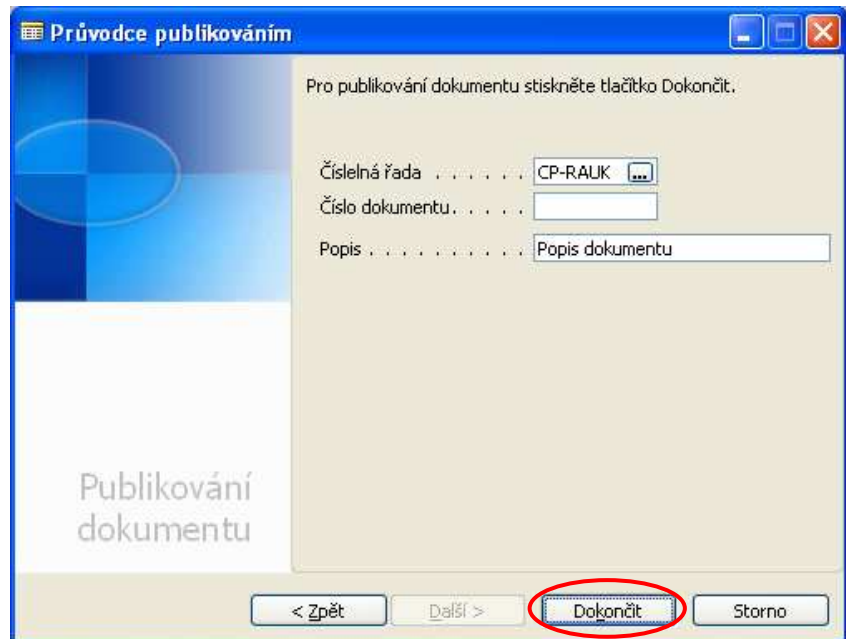 Průvodce publikováním
Pro publikování dokumentu stiskněte tlačítko Dokončit.
Číslelná řada . . . . . . CP-RAUK ...
Číslo dokumentu. . . . .
Popis . . . . . . . . . . Popis dokumentu
Publikování
dokumentu
< Zpět Další > Dokončit Storno